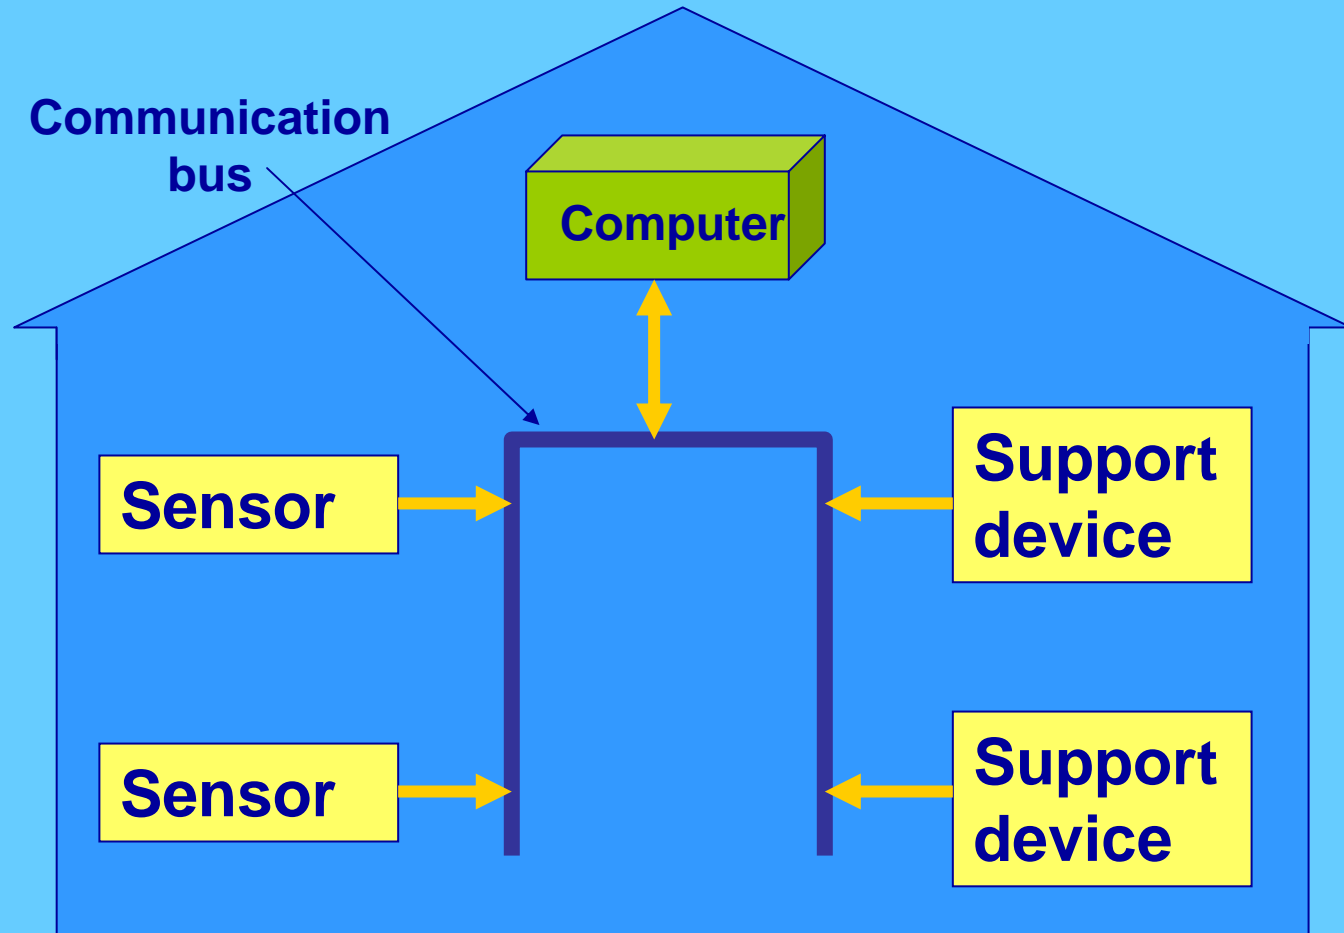 Communication
bus
Computer
Sensor
Support
device
Sensor
Support
device